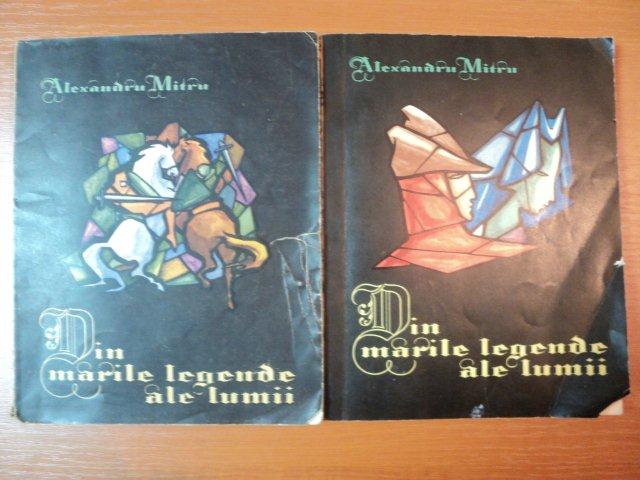 Alexandru Mitru
Din
marile legende
ale lumii
Alexandru Mitru
Din
marile legende
ale lumii